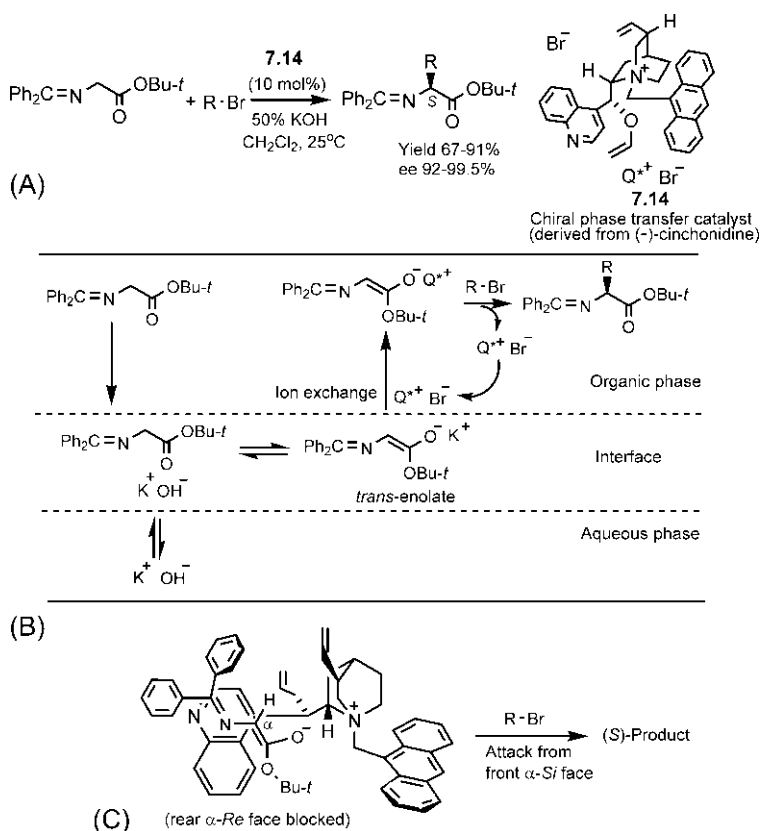 7.14
(10 mol%)
50% KOH
CH2Cl2, 25°C
Ph2C=N
OBu-t
O
+ R-Br
R
Ph2C=N
S
OBu-t
O
Yield 67-91%
ee 92-99.5%
Br−
H
N+
N
O
Q*+ Br−
7.14
Chiral phase transfer catalyst
(derived from (-)-cinchonidine)
(A)
Ph2C=N
OBu-t
O
Ph2C=N
O− Q*+
OBu-t
R-Br
R
Ph2C=N
OBu-t
O
Q*+ Br−
Ion exchange
Q*+ Br−
Organic phase
Ph2C=N
OBu-t
O
K+ OH−
Ph2C=N
O− K+
OBu-t
trans-enolate
Interface
Aqueous phase
K+ OH−
(B)
N
N
H
α
O−
O
Bu-t
H
N+
R-Br
Attack from
front α-Si face
(S)-Product
(rear α-Re face blocked)
(C)